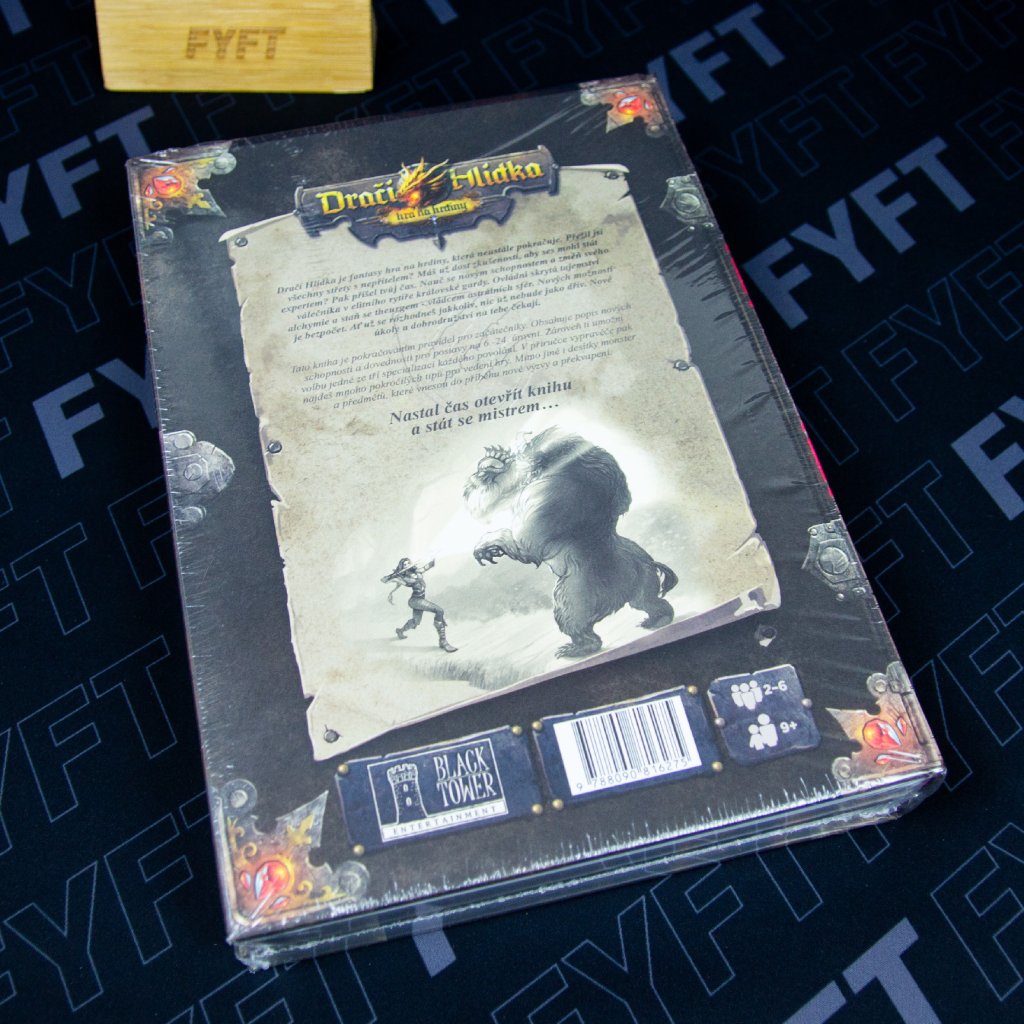 FYFT
Dračí Hlídka
hra na hrdiny
Dračí Hlídka je fantasy hra na hrdiny, která neustále pokračuje. Přežil jsi
všechny střety s nepřítelem? Máš už dost zkušeností, aby ses mohl stát
expertem? Pak přišel tvůj čas. Nauč se novým schopnostem a změň svého
válečníka v elitního rytíře královské gardy. Ovládni skrytá tajemství
alchymie a staň se theurgem - vládcem astrálních sfér. Nových možností
je bezpočet. Ať už se rozhodneš jakkoliv, nic už nebude jako dřív. Nové
úkoly a dobrodružství na tebe čekají.
Tato kniha je pokračováním pravidel pro začátečníky. Obsahuje popis nových
schopností a dovedností pro postavy na 6.-24. úrovni. Zároveň ti umožní
volbu jedné ze tří specializací každého povolání. V příručce vypravěče pak
najdeš mnoho pokročilých tipů pro vedení hry. Mimo jiné i desítky monster
a předmětů, které vnesou do příběhu nové výzvy a překvapení.
Nastal čas otevřít knihu
a stát se mistrem...
BLACK
TOWER
ENTERTAINMENT
9 788090 816275
2-6
9+